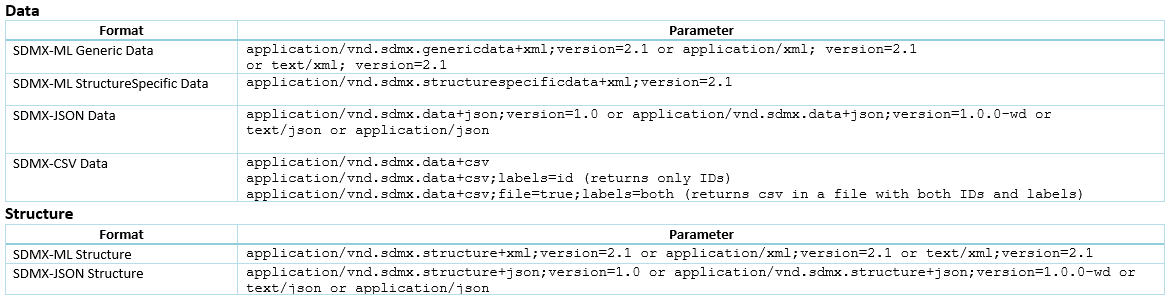 Data
Format Parameter
SDMX-ML Generic Data application/vnd.sdmx.genericdata+xml;version=2.1 or application/xml; version=2.1
or text/xml; version=2.1
SDMX-ML StructureSpecific Data application/vnd.sdmx.structurespecificdata+xml;version=2.1
SDMX-JSON Data application/vnd.sdmx.data+json;version=1.0 or application/vnd.sdmx.data+json;version=1.0.0-wd or
text/json or application/json
SDMX-CSV Data application/vnd.sdmx.data+csv
application/vnd.sdmx.data+csv;labels=id (returns only IDs)
application/vnd.sdmx.data+csv;file=true;labels=both (returns csv in a file with both IDs and labels)
Structure
Format Parameter
SDMX-ML Structure application/vnd.sdmx.structure+xml;version=2.1 or application/xml;version=2.1 or text/xml;version=2.1
SDMX-JSON Structure application/vnd.sdmx.structure+json;version=1.0 or application/vnd.sdmx.structure+json;version=1.0.0-wd or
text/json or application/json